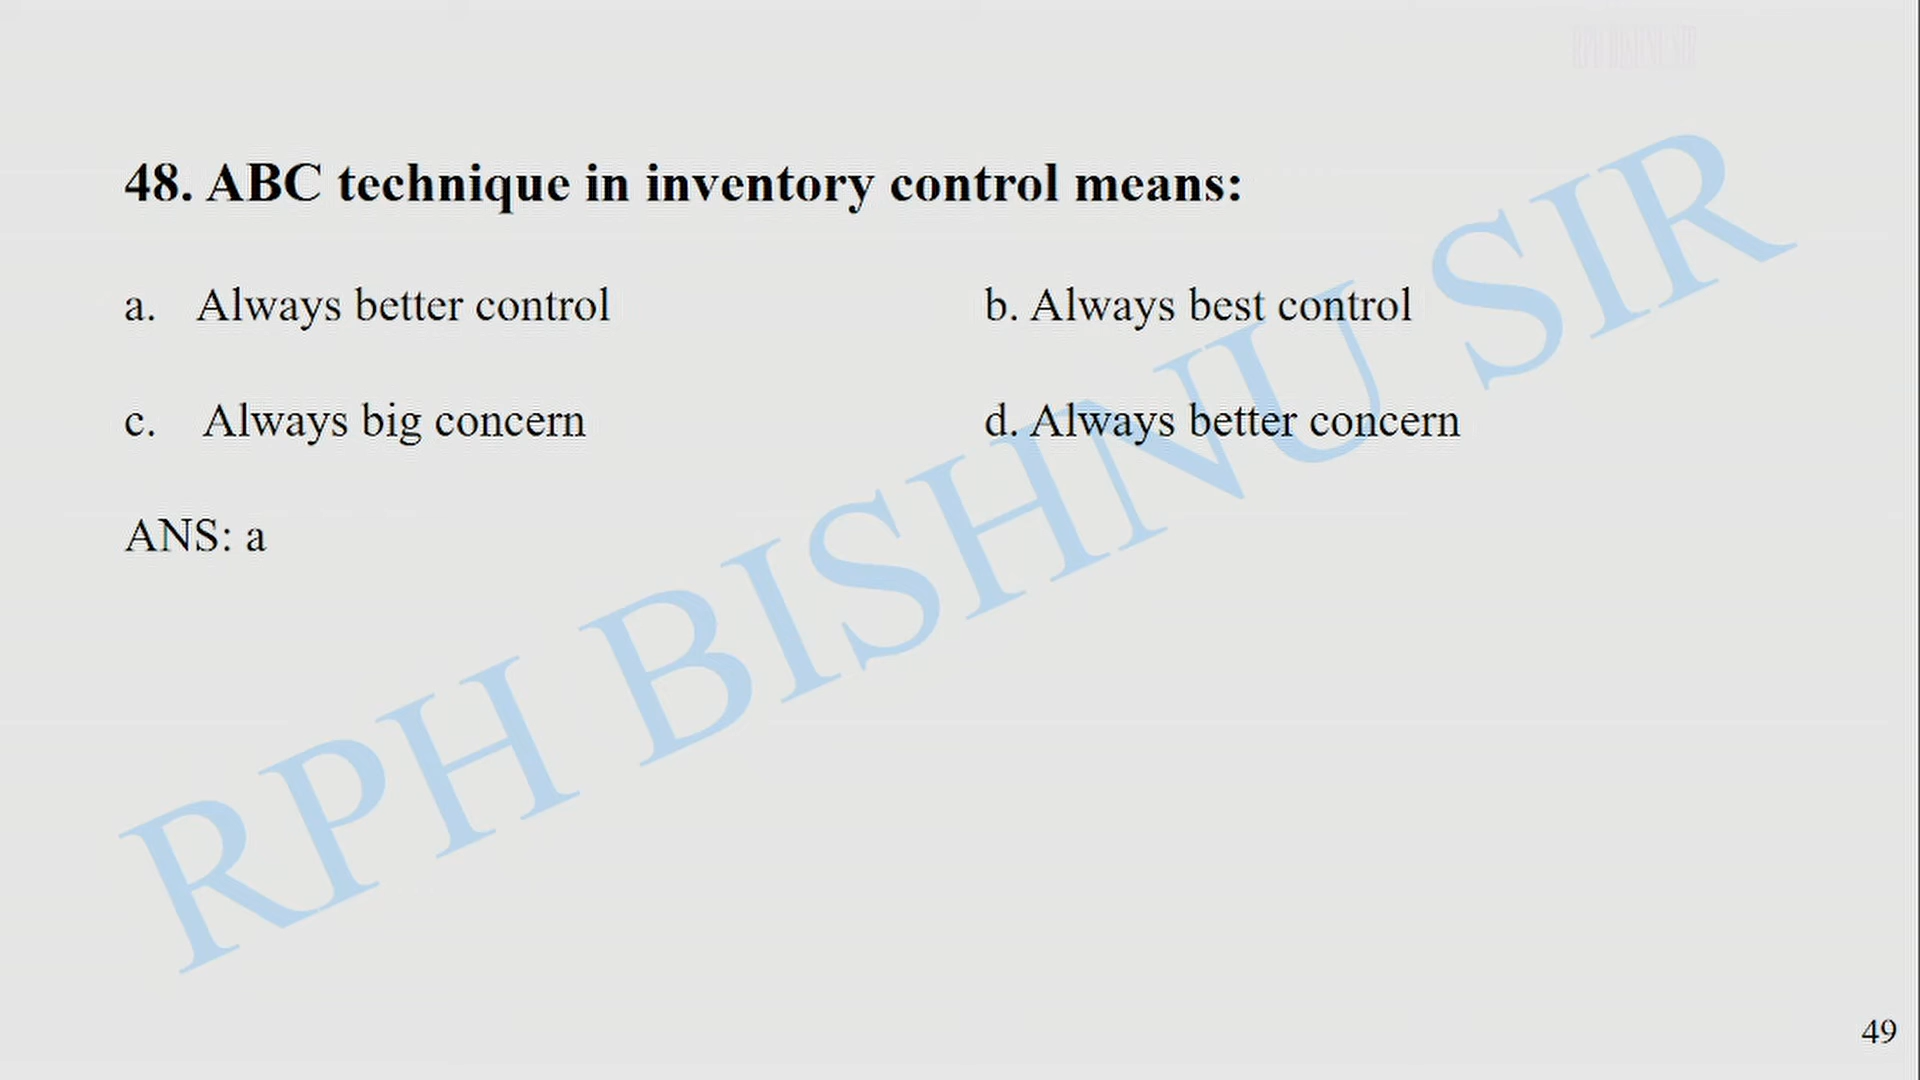 48. ABC technique in inventory control means:
a. Always better control
b. Always best control
c. Always big concern
d. Always better concern
ANS: a
RPH BISHNU SIR
49